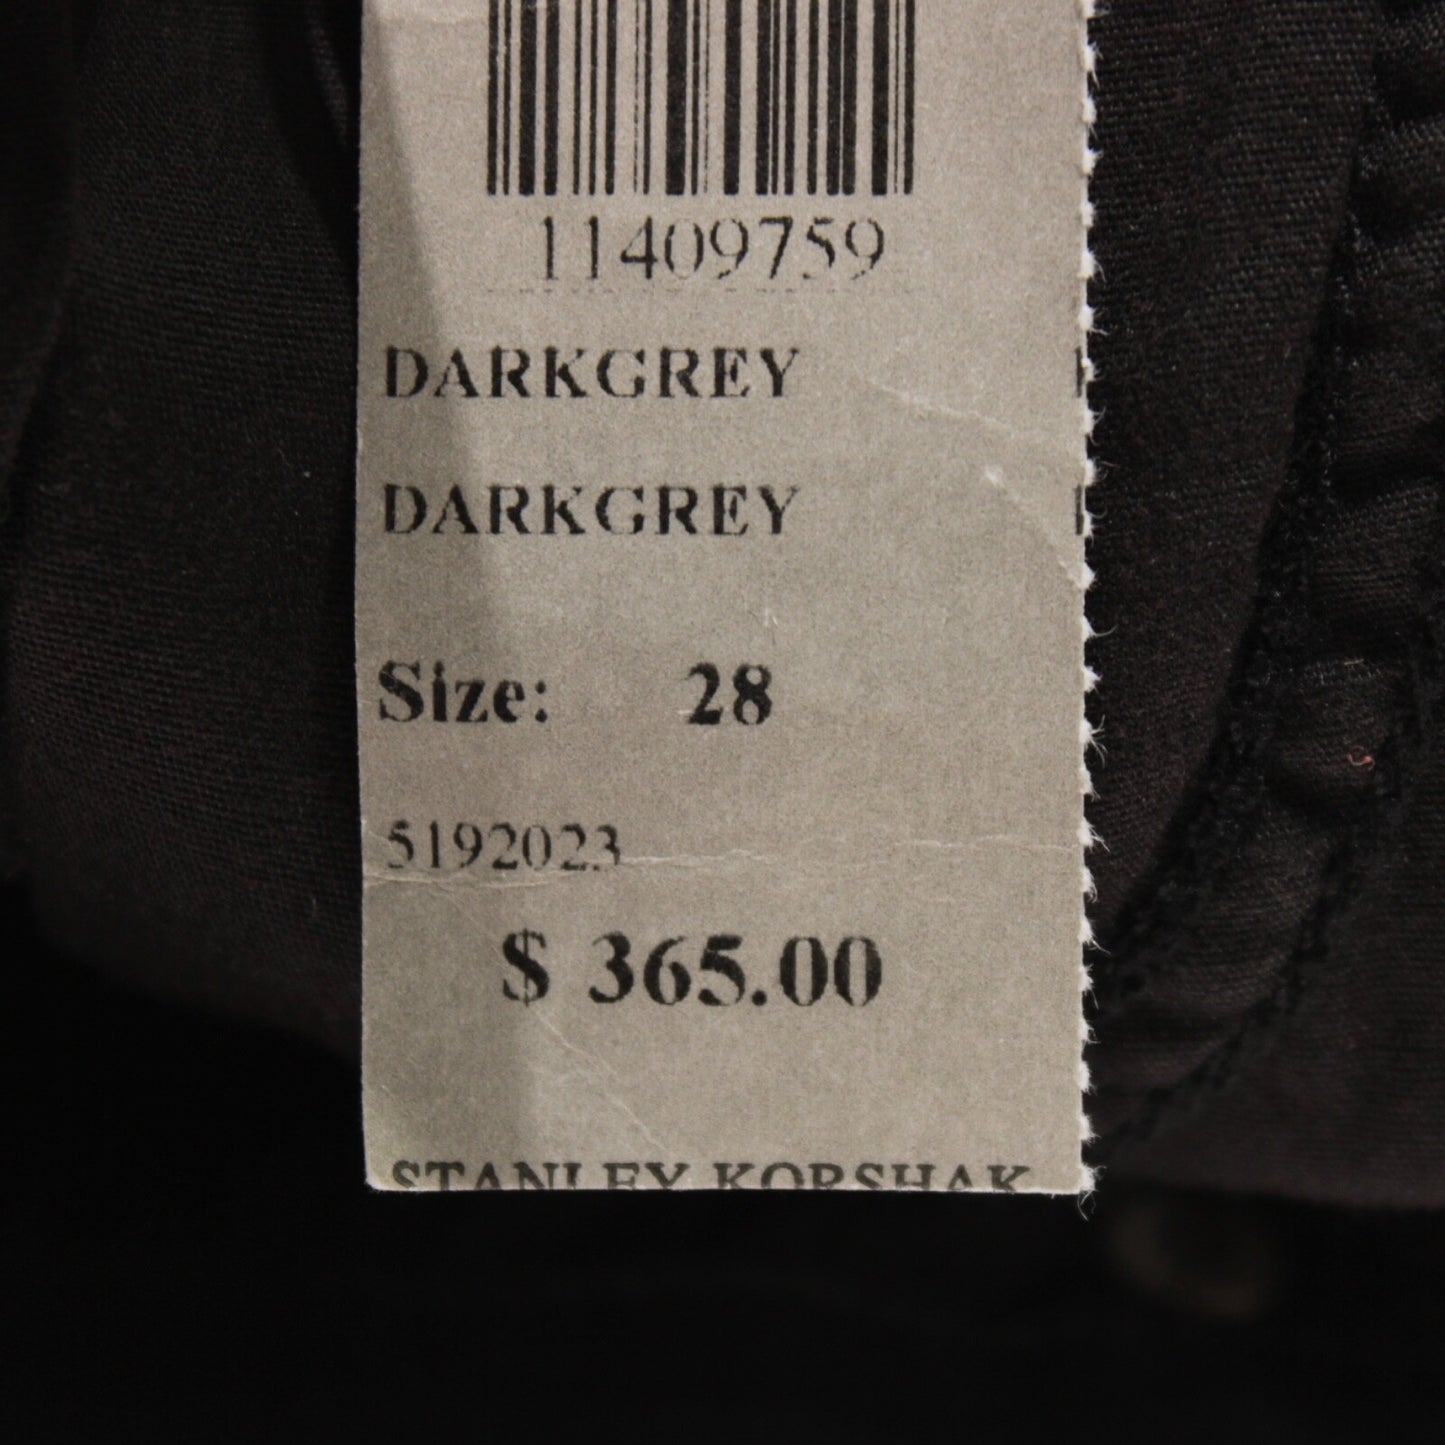 11409759
DARKGREY
DARKGREY
Size: 28
5192023
$ 365.00
STANLEY KORSHAK